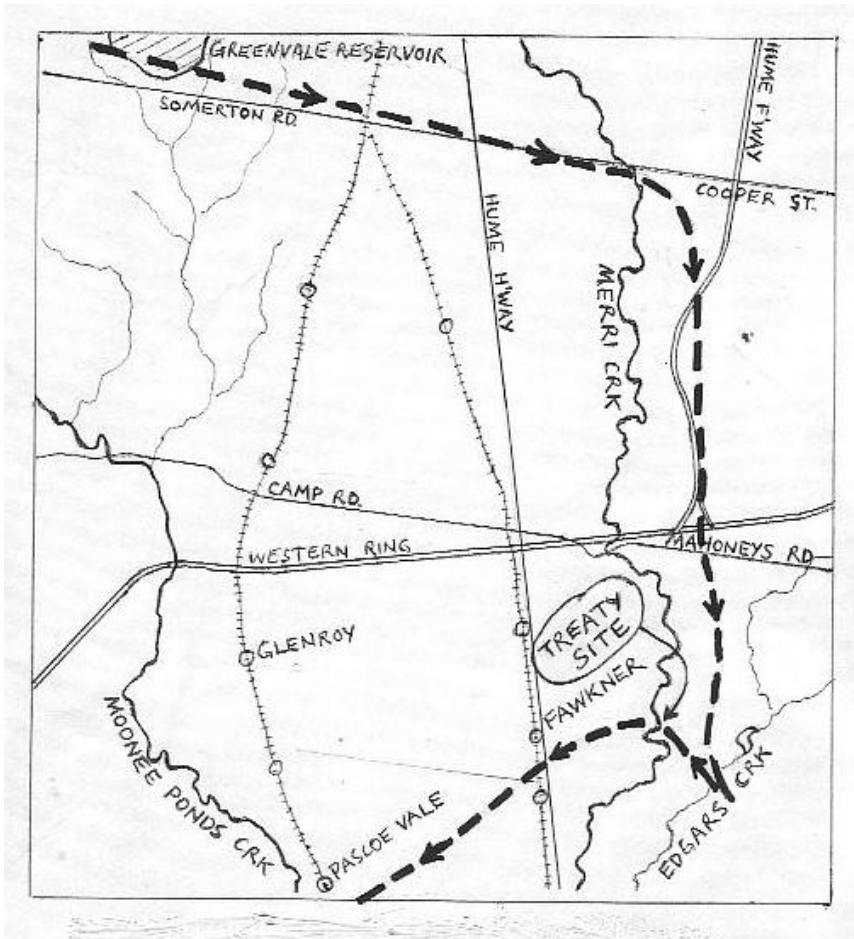 GREENVALE RESERVOIR
SOMERTON RD.
HUME F'WAY
COOPER ST.
HUME H'WAY
MERRI CRK
CAMP RD.
WESTERN RING
MAHONEYS RD
TREATY
SITE
GLENROY
FAWKNER
MOONEE PONDS CRK
PASCOE VALE
EDGARS CRK